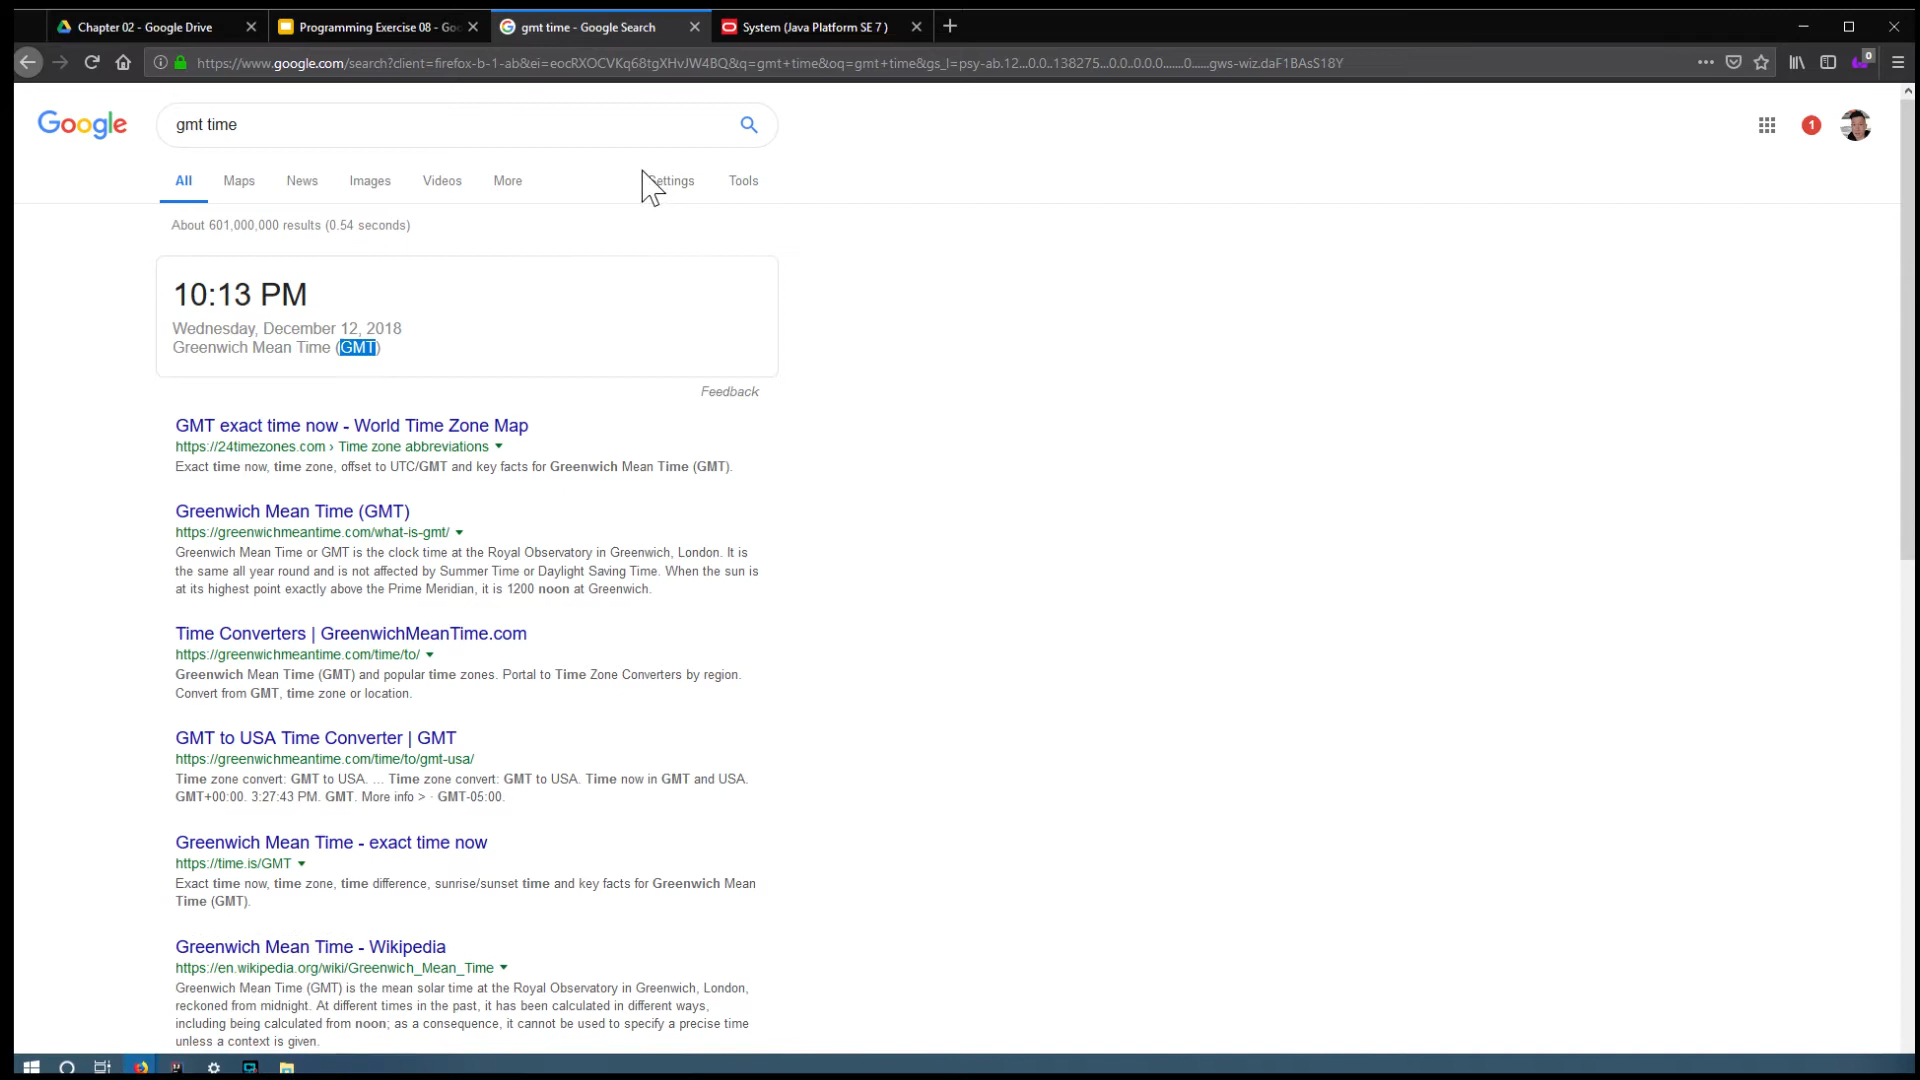 Chapter 02 - Google Drive
Programming Exercise 08 - Goo
gmt time - Google Search
System (Java Platform SE 7 )
https://www.google.com/search?client=firefox-b-1-ab&ei=eocRXOCVKq68tgXHvJW4BQ&q=gmt+time&oq=gmt+time&gs_l=psy-ab.12...0.0..138275...0.0..0.0.0.......0......gws-wiz.daF1BAsS18Y
0
Google
gmt time
1
All
Maps
News
Images
Videos
More
Settings
Tools
About 601,000,000 results (0.54 seconds)
10:13 PM
Wednesday, December 12, 2018
Greenwich Mean Time (GMT)
Feedback
GMT exact time now - World Time Zone Map
https://24timezones.com › Time zone abbreviations
Exact time now, time zone, offset to UTC/GMT and key facts for Greenwich Mean Time (GMT).
Greenwich Mean Time (GMT)
https://greenwichmeantime.com/what-is-gmt/
Greenwich Mean Time or GMT is the clock time at the Royal Observatory in Greenwich, London. It is
the same all year round and is not affected by Summer Time or Daylight Saving Time. When the sun is
at its highest point exactly above the Prime Meridian, it is 1200 noon at Greenwich.
Time Converters | GreenwichMeanTime.com
https://greenwichmeantime.com/time/to/
Greenwich Mean Time (GMT) and popular time zones. Portal to Time Zone Converters by region.
Convert from GMT, time zone or location.
GMT to USA Time Converter | GMT
https://greenwichmeantime.com/time/to/gmt-usa/
Time zone convert: GMT to USA. ... Time zone convert: GMT to USA. Time now in GMT and USA.
GMT+00:00. 3:27:43 PM. GMT. More info > · GMT-05:00.
Greenwich Mean Time - exact time now
https://time.is/GMT
Exact time now, time zone, time difference, sunrise/sunset time and key facts for Greenwich Mean
Time (GMT).
Greenwich Mean Time - Wikipedia
https://en.wikipedia.org/wiki/Greenwich_Mean_Time
Greenwich Mean Time (GMT) is the mean solar time at the Royal Observatory in Greenwich, London,
reckoned from midnight. At different times in the past, it has been calculated in different ways,
including being calculated from noon; as a consequence, it cannot be used to specify a precise time
unless a context is given.